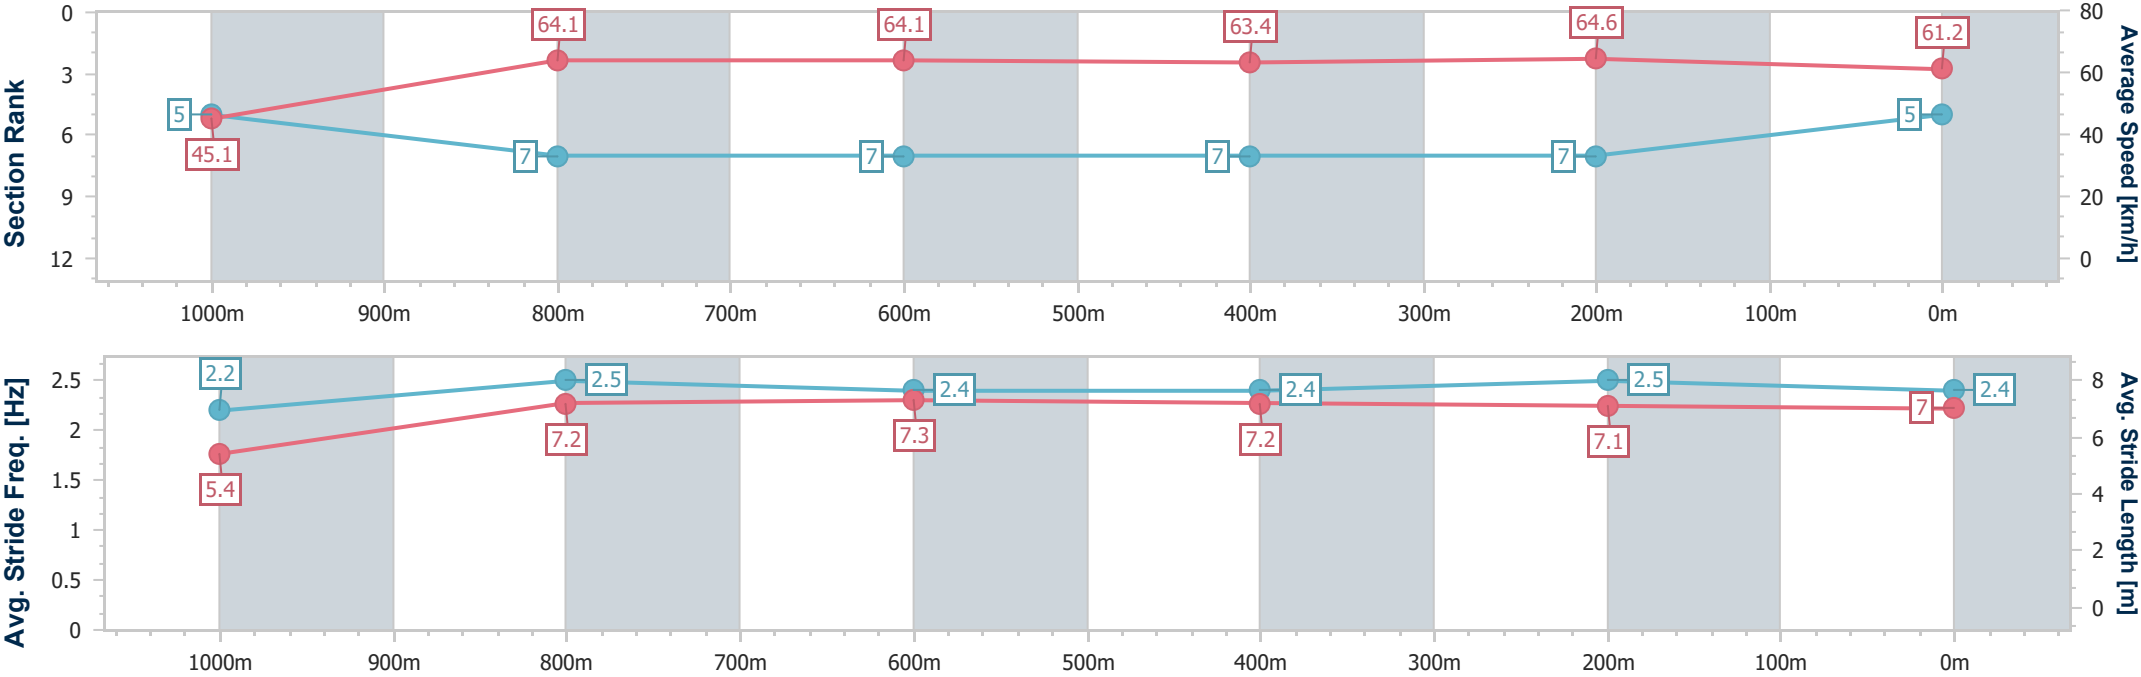 Section Rank
0
3
6
9
12
80
60
40
20
0
Average Speed [km/h]
64.1
64.1
63.4
64.6
61.2
45.1
5
7
7
7
7
5
1000m
900m
800m
700m
600m
500m
400m
300m
200m
100m
0m
Avg. Stride Freq. [Hz]
2.5
2
1.5
1
0.5
0
8
6
4
2
0
Avg. Stride Length [m]
2.2
2.5
2.4
2.4
2.5
2.4
5.4
7.2
7.3
7.2
7.1
7
1000m
900m
800m
700m
600m
500m
400m
300m
200m
100m
0m